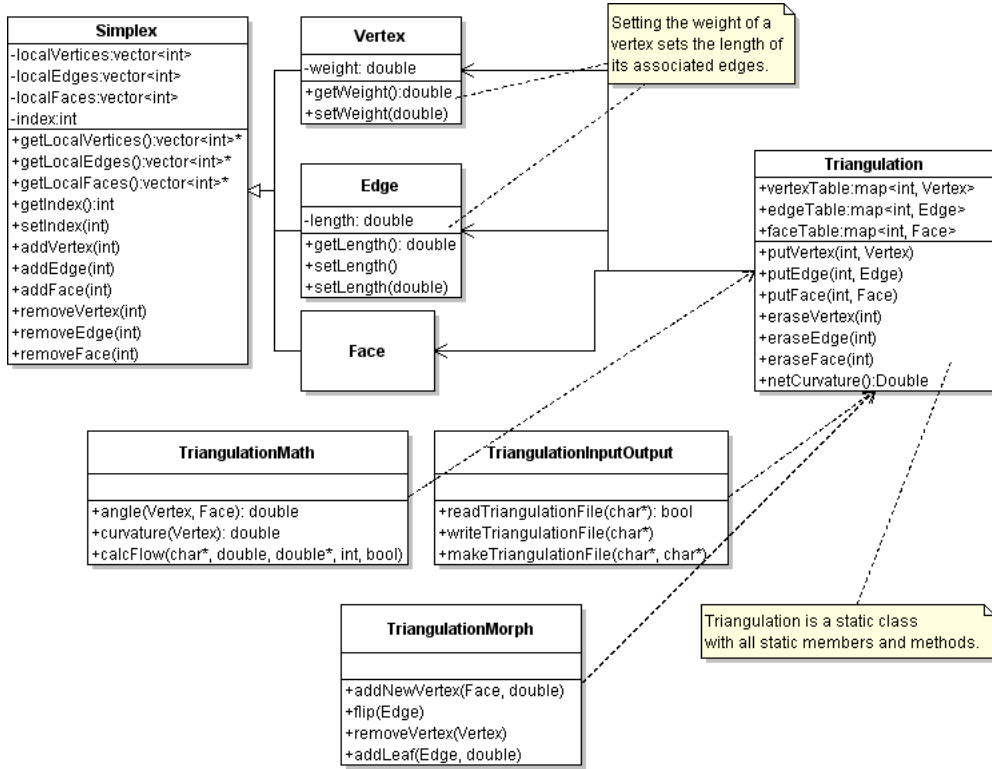 Simplex
-localVertices:vector<int>
-localEdges:vector<int>
-localFaces:vector<int>
-index:int
+getLocalVertices():vector<int>*
+getLocalEdges():vector<int>*
+getLocalFaces():vector<int>*
+getIndex():int
+setIndex(int)
+addVertex(int)
+addEdge(int)
+addFace(int)
+removeVertex(int)
+removeEdge(int)
+removeFace(int)
Vertex
-weight: double
+getWeight():double
+setWeight(double)
Setting the weight of a
vertex sets the length of
its associated edges.
Edge
-length: double
+getLength(): double
+setLength()
+setLength(double)
Face
Triangulation
+vertexTable:map<int, Vertex>
+edgeTable:map<int, Edge>
+faceTable:map<int, Face>
+putVertex(int, Vertex)
+putEdge(int, Edge)
+putFace(int, Face)
+eraseVertex(int)
+eraseEdge(int)
+eraseFace(int)
+netCurvature():Double
TriangulationMath
+angle(Vertex, Face): double
+curvature(Vertex): double
+calcFlow(char*, double, double*, int, bool)
TriangulationInputOutput
+readTriangulationFile(char*): bool
+writeTriangulationFile(char*)
+makeTriangulationFile(char*, char*)
TriangulationMorph
+addNewVertex(Face, double)
+flip(Edge)
+removeVertex(Vertex)
+addLeaf(Edge, double)
Triangulation is a static class
with all static members and methods.